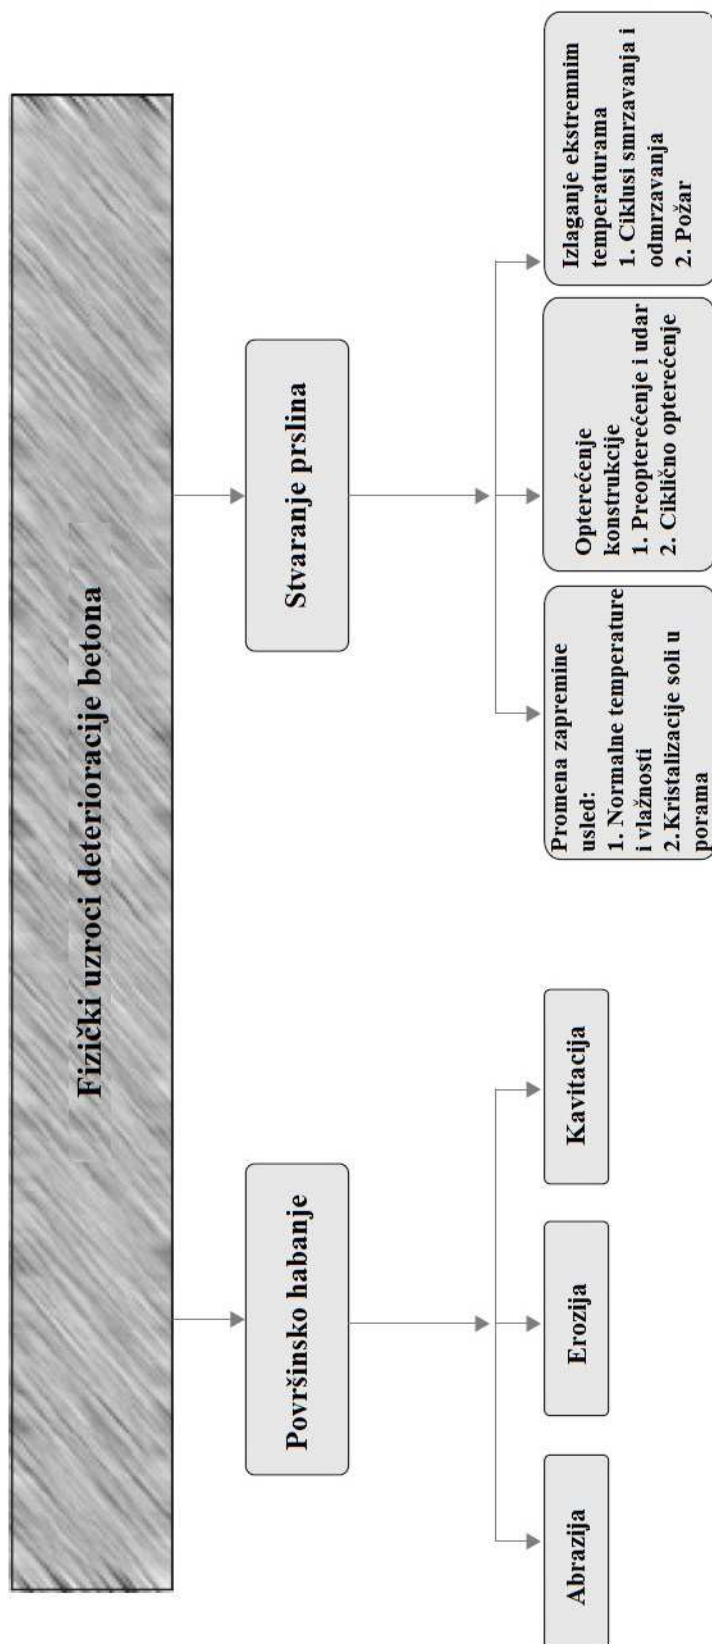 Fizički uzroci deterioracije betona
Površinsko habanje
Stvaranje prslina
Abrazija
Erozija
Kavitacija
Promena zapremine
usled:
1. Normalne temperature
i vlažnosti
2.Kristalizacije soli u
porama
Opterećenje
konstrukcije
1. Preopterećenje i udar
2. Ciklično opterećenje
Izlaganje ekstremnim
temperaturama
1. Ciklusi smrzavanja i
odmrzavanja
2. Požar